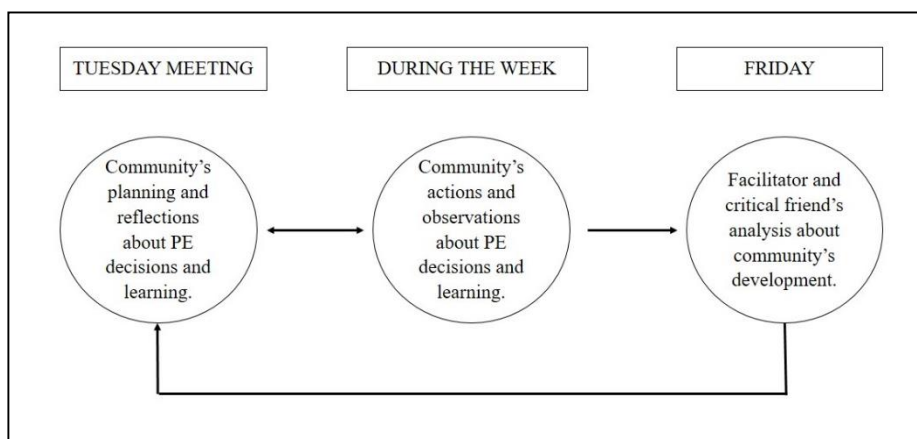 TUESDAY MEETING
DURING THE WEEK
FRIDAY
Community's
planning and
reflections
about PE
decisions and
learning.
Community's
actions and
observations
about PE
decisions and
learning.
Facilitator and
critical friend's
analysis about
community's
development.